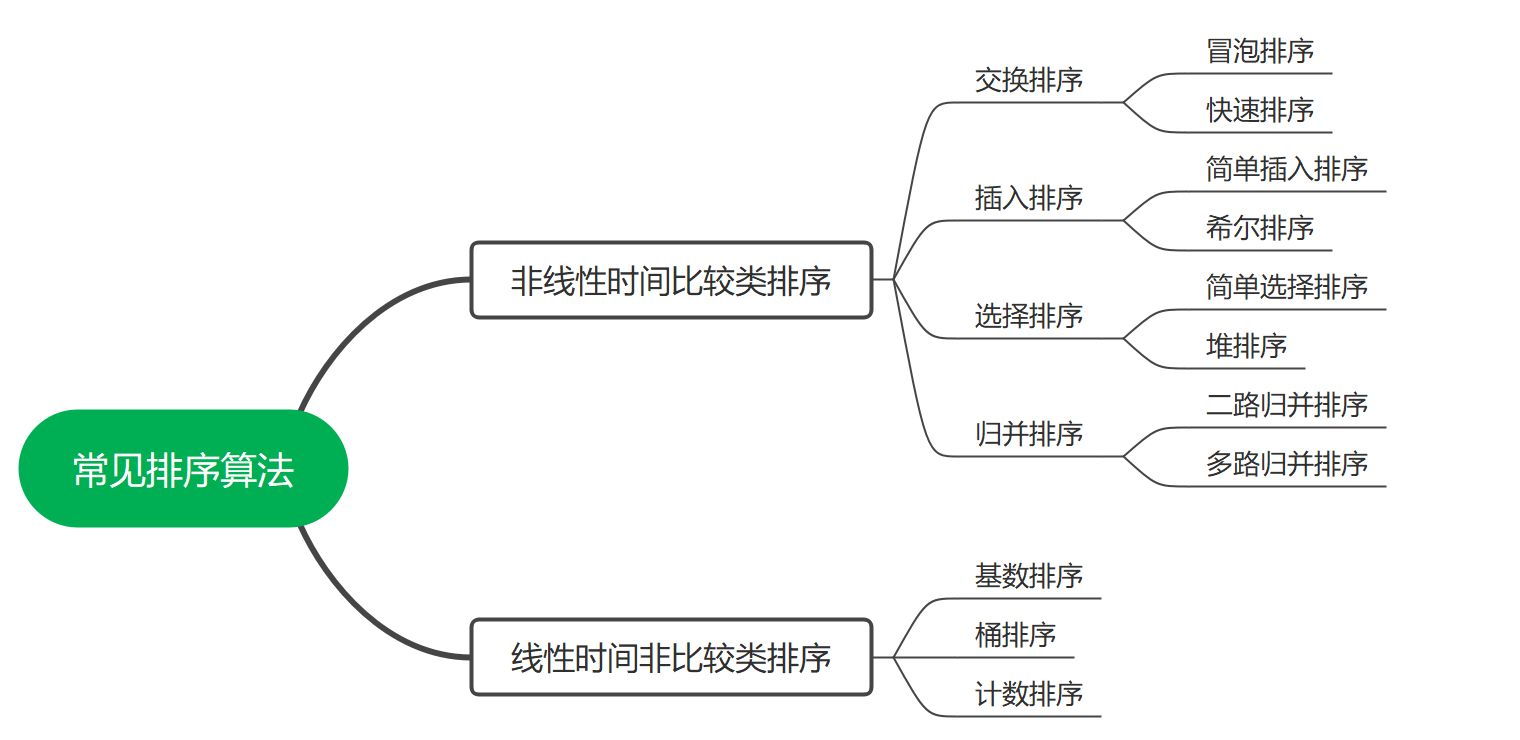 常见排序算法
非线性时间比较类排序
交换排序
冒泡排序
快速排序
插入排序
简单插入排序
希尔排序
选择排序
简单选择排序
堆排序
归并排序
二路归并排序
多路归并排序
线性时间非比较类排序
基数排序
桶排序
计数排序